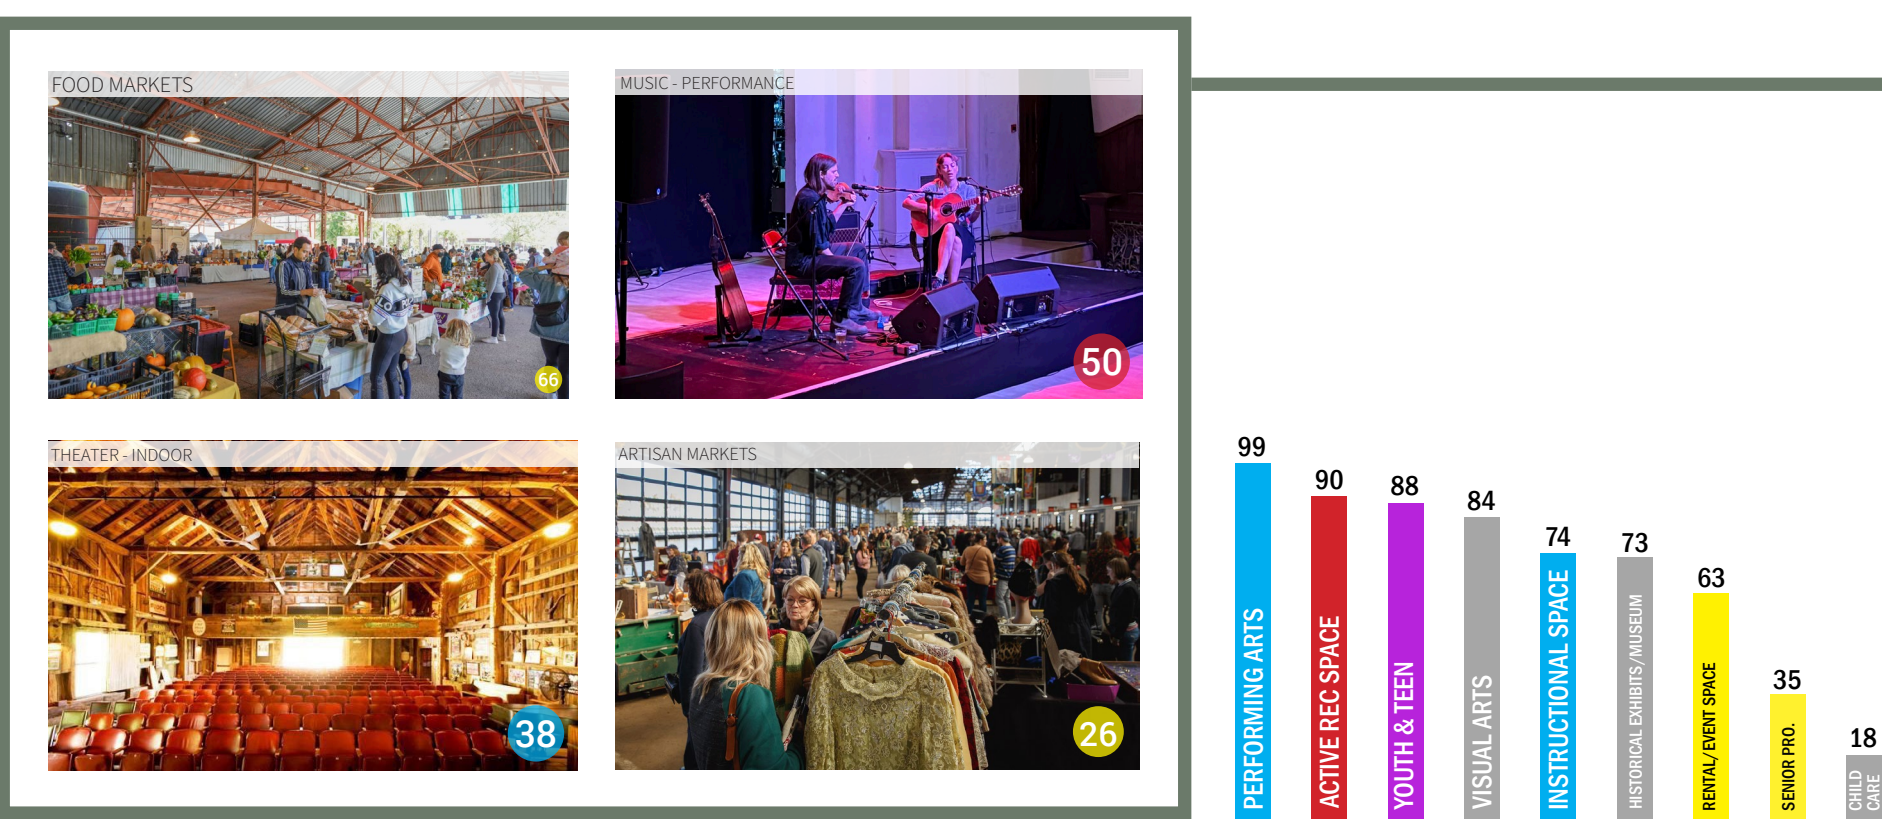 FOOD MARKETS
66
MUSIC - PERFORMANCE
50
THEATER - INDOOR
38
ARTISAN MARKETS
26
99
PERFORMING ARTS
90
ACTIVE REC SPACE
88
YOUTH & TEEN
84
VISUAL ARTS
74
INSTRUCTIONAL SPACE
73
HISTORICAL EXHIBITS/MUSEUM
63
RENTAL/EVENT SPACE
35
SENIOR PRO.
18
CHILD
CARE